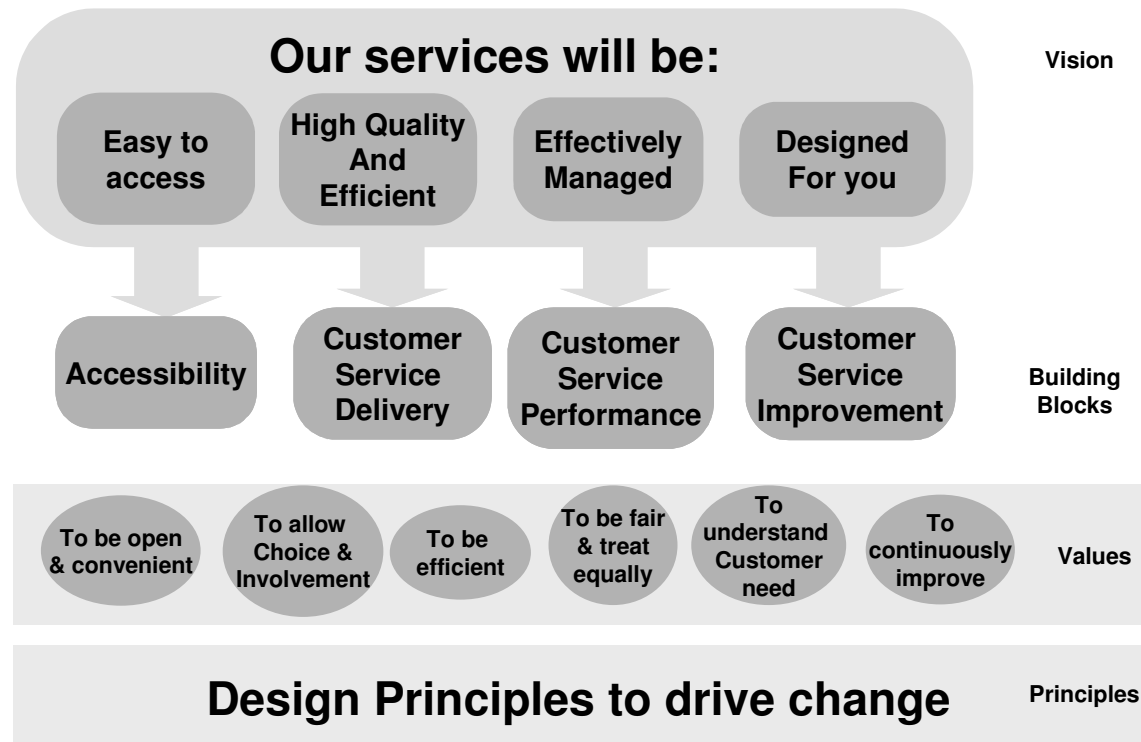 Our services will be:
Vision
Easy to
access
High Quality
And
Efficient
Effectively
Managed
Designed
For you
Accessibility
Customer
Service
Delivery
Customer
Service
Performance
Customer
Service
Improvement
Building
Blocks
To be open
& convenient
To allow
Choice &
Involvement
To be
efficient
To be fair
& treat
equally
To
understand
Customer
need
To
continuously
improve
Values
Design Principles to drive change
Principles